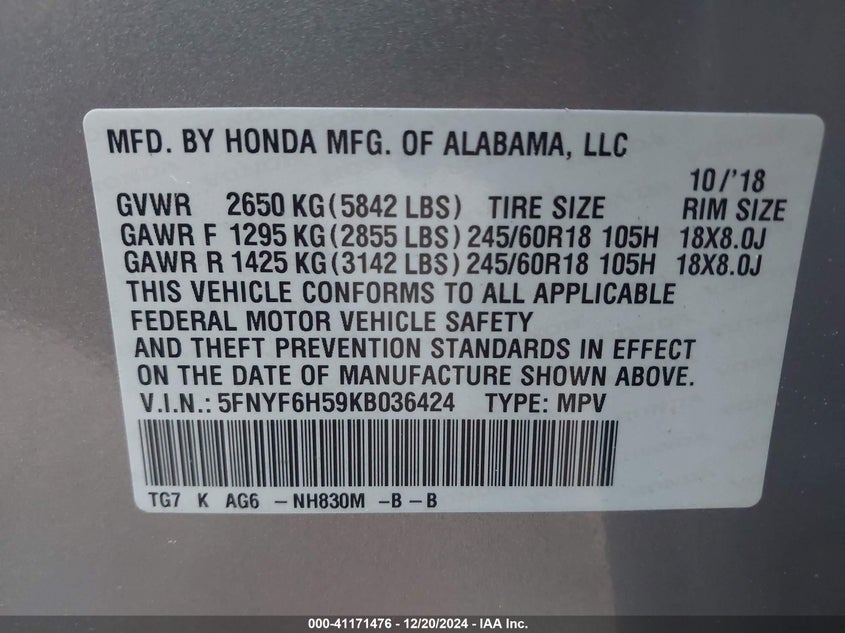 MFD. BY HONDA MFG. OF ALABAMA, LLC
10/'18
GVWR 2650 KG(5842 LBS) TIRE SIZE RIM SIZE
GAWR F 1295 KG(2855 LBS) 245/60R18 105H 18X8.0J
GAWR R 1425 KG(3142 LBS) 245/60R18 105H 18X8.0J
THIS VEHICLE CONFORMS TO ALL APPLICABLE
FEDERAL MOTOR VEHICLE SAFETY
AND THEFT PREVENTION STANDARDS IN EFFECT
ON THE DATE OF MANUFACTURE SHOWN ABOVE.
V.I.N.: 5FNYF6H59KB036424 TYPE: MPV
TG7 K AG6 -NH830M -B-B
000-41171476 - 12/20/2024 - IAA Inc.